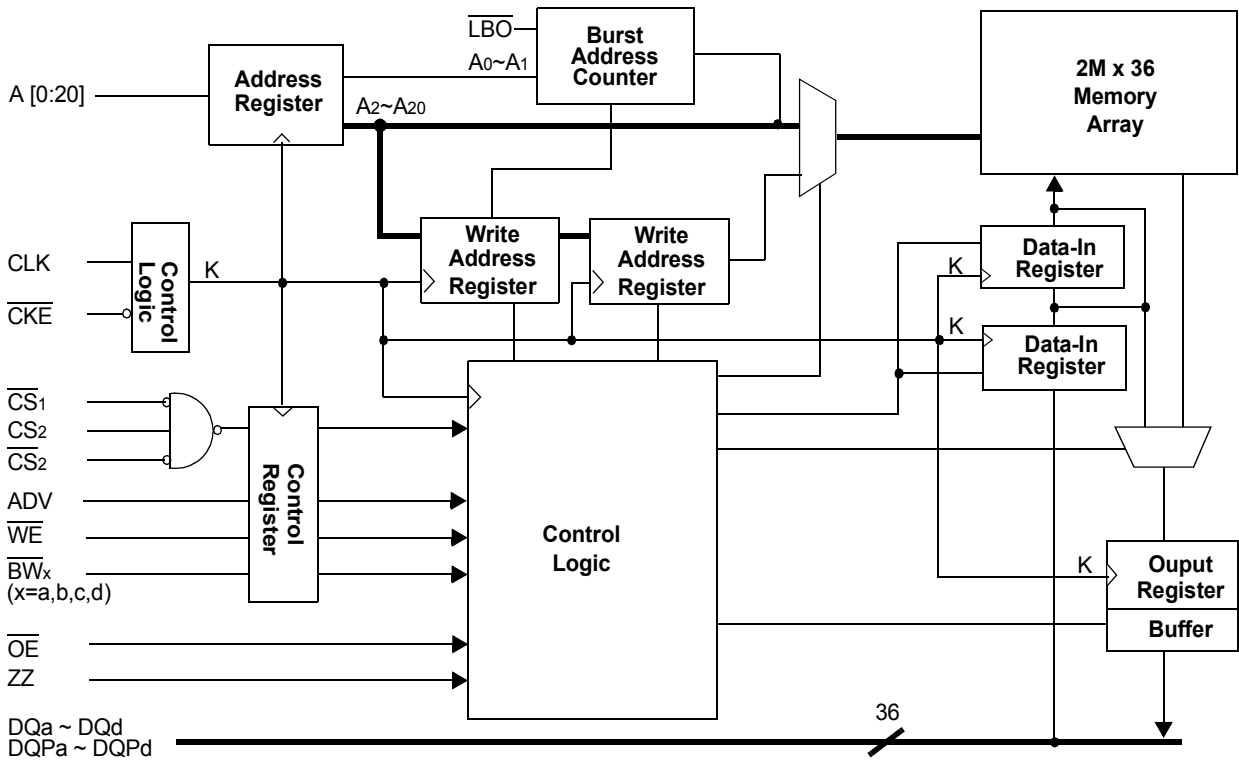 LBO
Burst
Address
Counter
2M x 36
Memory
Array
A [0:20]
Address
Register
A0~A1
A2~A20
Write
Address
Register
Write
Address
Register
Data-In
Register
CLK
CKE
Control
Logic
K
K
K
Data-In
Register
CS1
CS2
CS2
ADV
WE
BWx
(x=a,b,c,d)
Control
Register
Control
Logic
K
Ouput
Register
Buffer
OE
ZZ
DQa ~ DQd
DQPa ~ DQPd
36